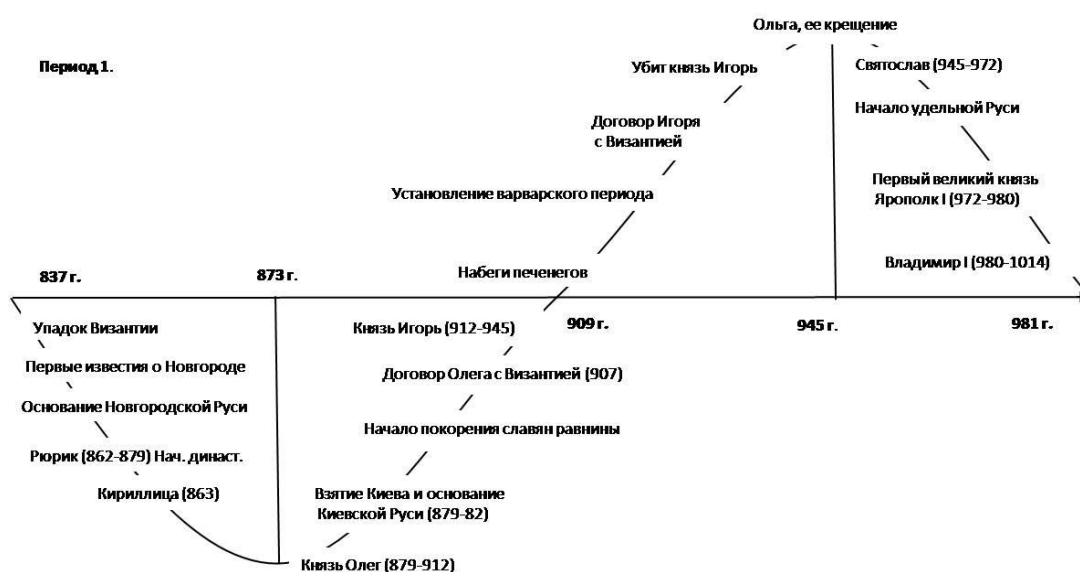 Ольга, ее крещение
Период 1.
Убит князь Игорь
Святослав (945-972)
Договор Игоря
с Византией
Начало удельной Руси
Установление варварского периода
Первый великий князь
Ярополк I (972-980)
Владимир I (980-1014)
Набеги печенегов
837 г.
873 г.
909 г.
945 г.
981 г.
Упадок Византии
Первые известия о Новгороде
Основание Новгородской Руси
Рюрик (862-879) Нач. династ.
Кириллица (863)
Князь Игорь (912-945)
Договор Олега с Византией (907)
Начало покорения славян равнины
Взятие Киева и основание
Киевской Руси (879-82)
Князь Олег (879-912)